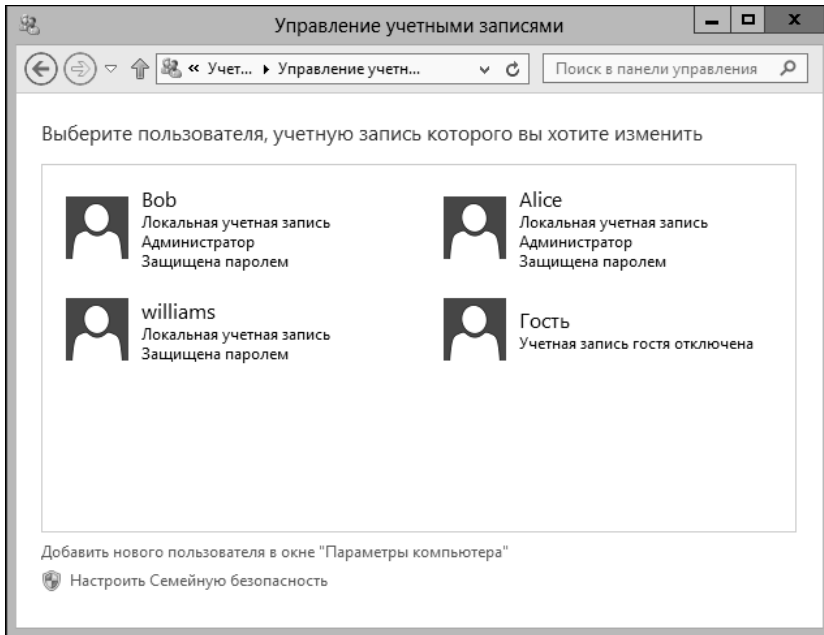 Управление учетными записями
« Учет... Управление учетн...
Поиск в панели управления
Выберите пользователя, учетную запись которого вы хотите изменить
Bob
Локальная учетная запись
Администратор
Защищена паролем
Alice
Локальная учетная запись
Администратор
Защищена паролем
williams
Локальная учетная запись
Защищена паролем
Гость
Учетная запись гостя отключена
Добавить нового пользователя в окне "Параметры компьютера"
Настроить Семейную безопасность